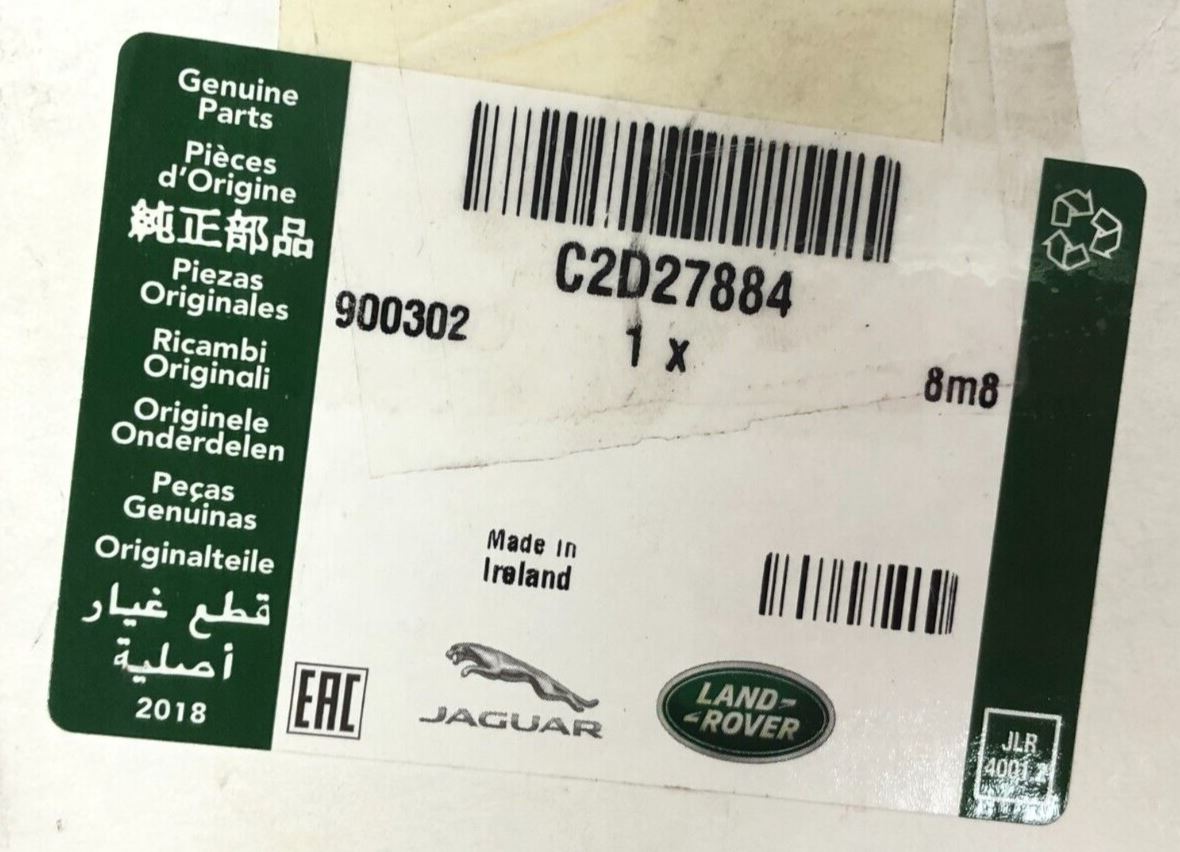 Genuine
Parts
Pièces
d'Origine
純正部品
Piezas
Originales
Ricambi
Originali
Originele
Onderdelen
Peças
Genuinas
Originalteile
قطع غيار
أصلية
2018
C2D27884
900302
1 x
8m8
Made in
Ireland
EAC
JAGUAR
LAND-
-ROVER
JLR
4001